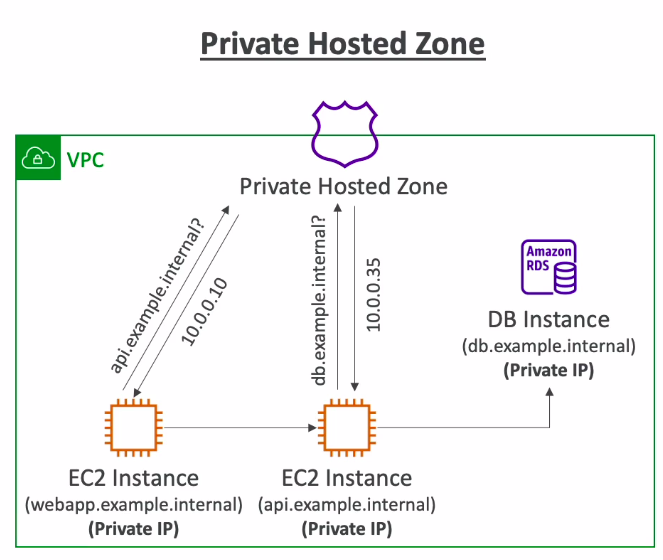 Private Hosted Zone
VPC
Private Hosted Zone
api.example.internal?
10.0.0.10
db.example.internal?
10.0.0.35
Amazon
RDS
DB Instance
(db.example.internal)
(Private IP)
EC2 Instance
(webapp.example.internal)
(Private IP)
EC2 Instance
(api.example.internal)
(Private IP)